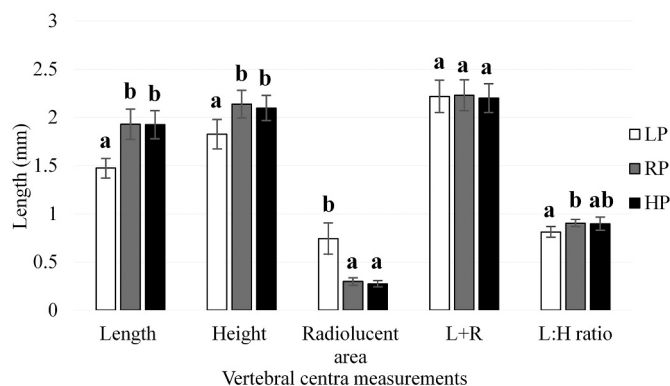 3
2.5
2
1.5
1
0.5
0
Length (mm)
a b b
a b b
b a a
a a a
a b ab
LP
RP
HP
Length Height Radiolucent L+R L:H ratio
area
Vertebral centra measurements